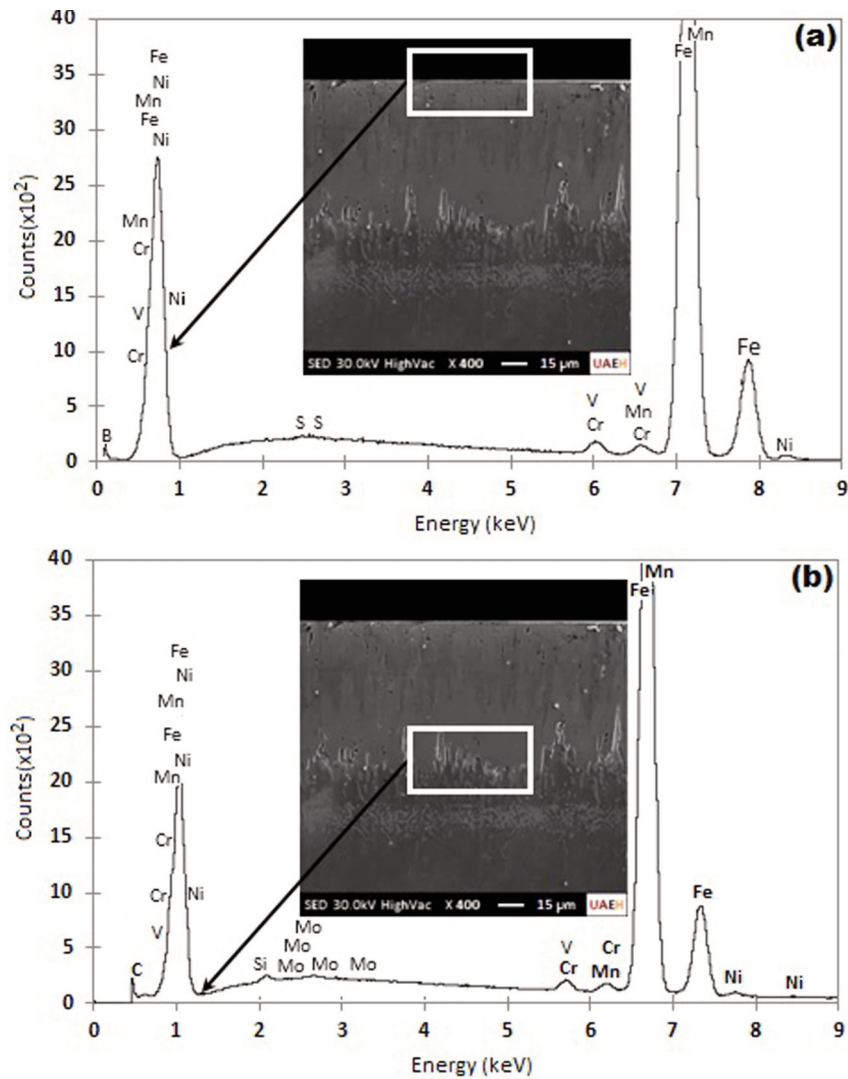 (a)
40
35
30
25
20
15
10
5
0
Counts(x10²)
Fe
Ni
Mn
Fe
Ni
Mn
Cr
V
Ni
Cr
B
S S
V
Cr
V
Mn
Cr
Mn
Fe
Fe
Ni
SED 30.0kV HighVac X 400 15 µm UAEH
0 1 2 3 4 5 6 7 8 9
Energy (keV)
(b)
40
35
30
25
20
15
10
5
0
Counts(x10²)
Fe
Ni
Mn
Fe
Ni
Mn
Cr
Cr
Ni
V
C
Si
Mo
Mo
Mo Mo Mo
V
Cr
Cr
Mn
Mn
Fe
Fe
Ni
Ni
SED 30.0kV HighVac X 400 15 µm UAEH
0 1 2 3 4 5 6 7 8 9
Energy (keV)